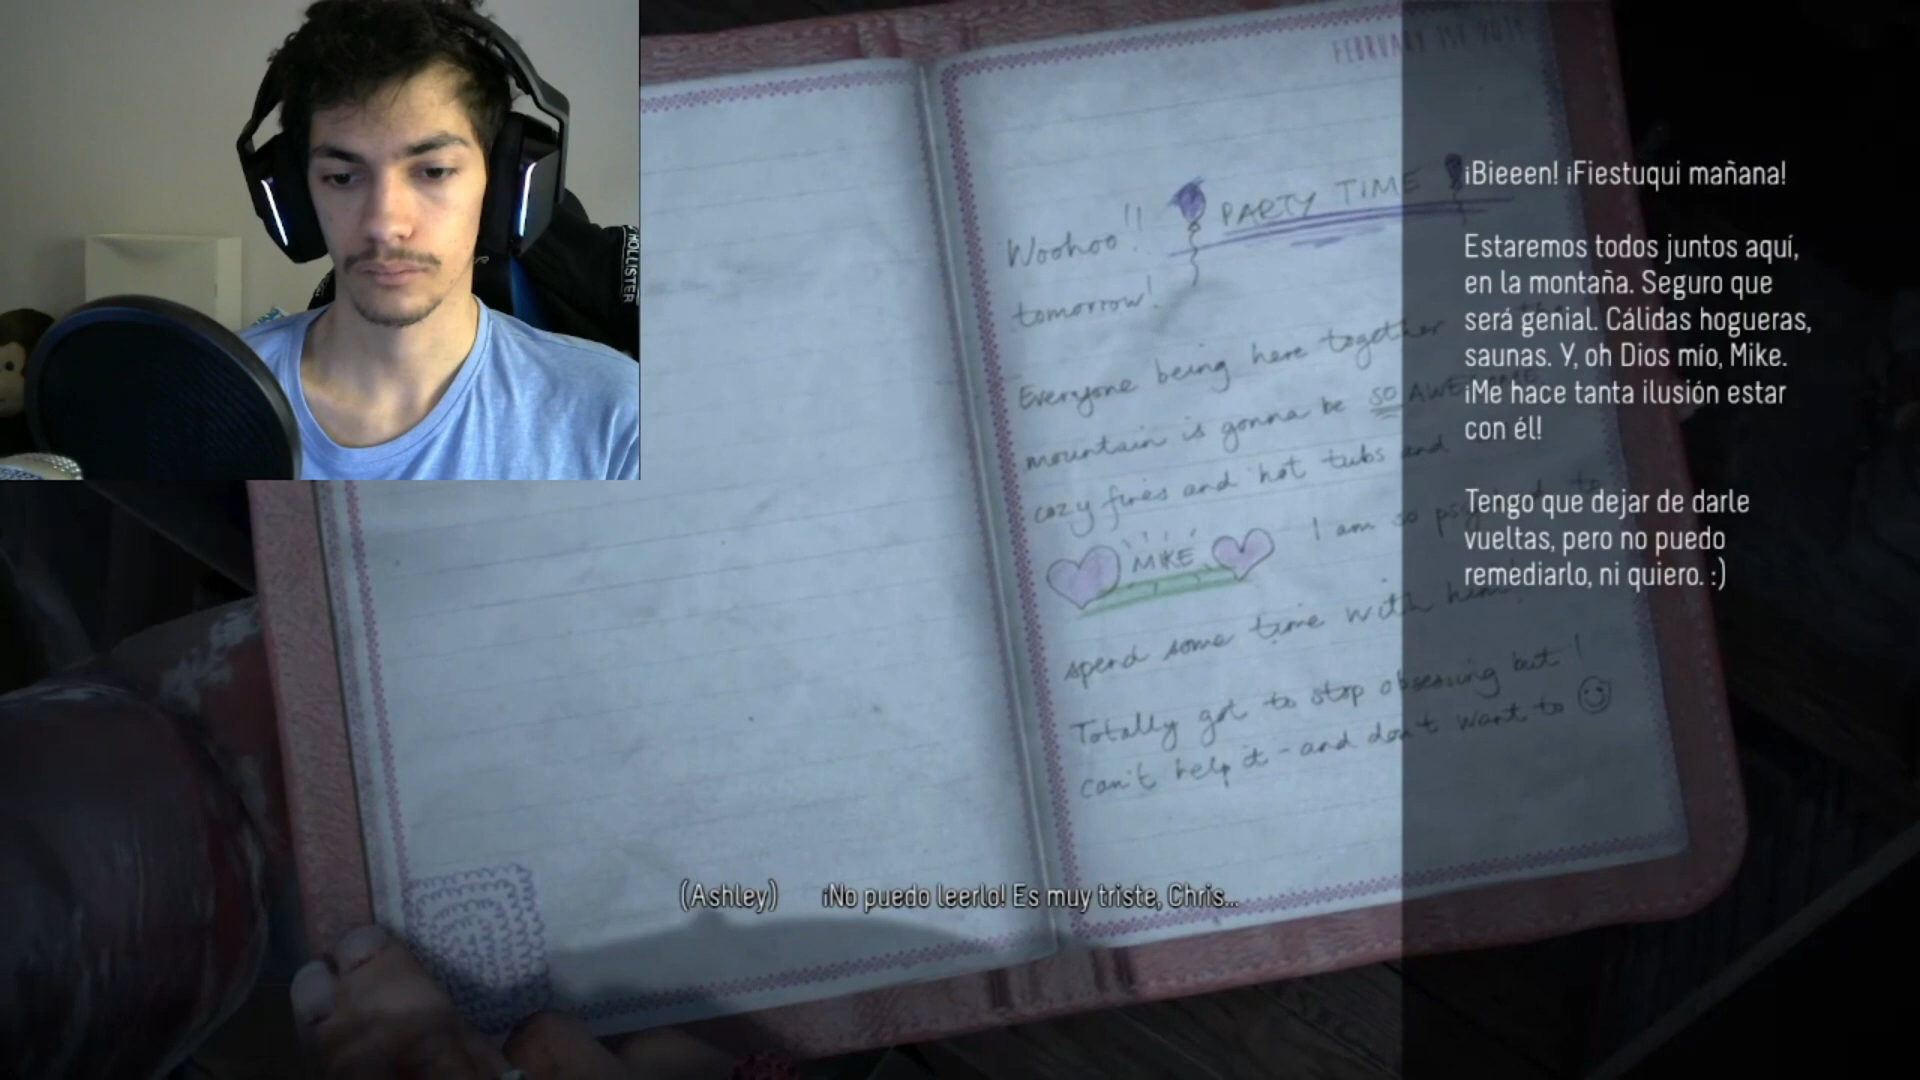 HOLLISTER
FEBRUARY 1ST 2014
Woohoo!! PARTY TIME
tomorrow!
Everyone being here together
mountain is gonna be SO
cozy fires and hot tubs and
MIKE I am so
spend some time with him!
Totally got to stop obsessing but I
can't help it - and don't want to
¡Bieeen! ¡Fiestuqui mañana!
Estaremos todos juntos aquí,
en la montaña. Seguro que
será genial. Cálidas hogueras,
saunas. Y, oh Dios mío, Mike.
¡Me hace tanta ilusión estar
con él!
Tengo que dejar de darle
vueltas, pero no puedo
remediarlo, ni quiero. :)
(Ashley) ¡No puedo leerlo! Es muy triste, Chris...